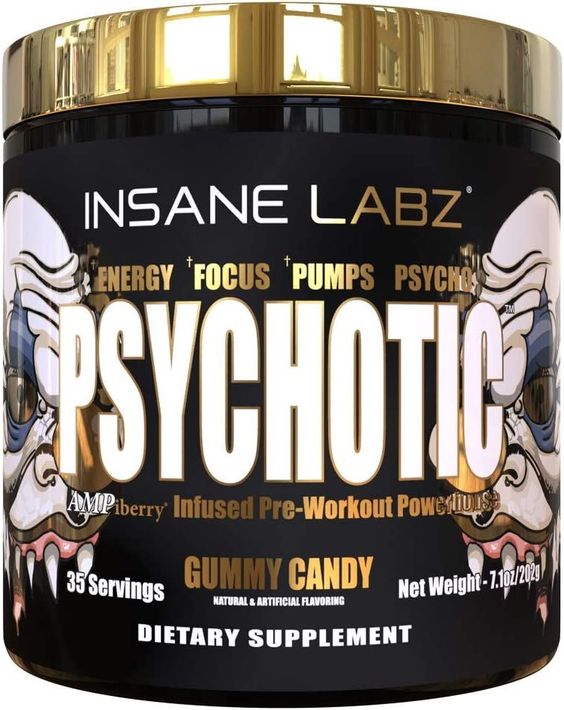 INSANE LABZ®
†ENERGY †FOCUS †PUMPS PSYCHO
PSYCHOTIC™
AMPiberry® Infused Pre-Workout Powerhouse
35 Servings
GUMMY CANDY
NATURAL & ARTIFICIAL FLAVORING
Net Weight - 7.1oz/202g
DIETARY SUPPLEMENT